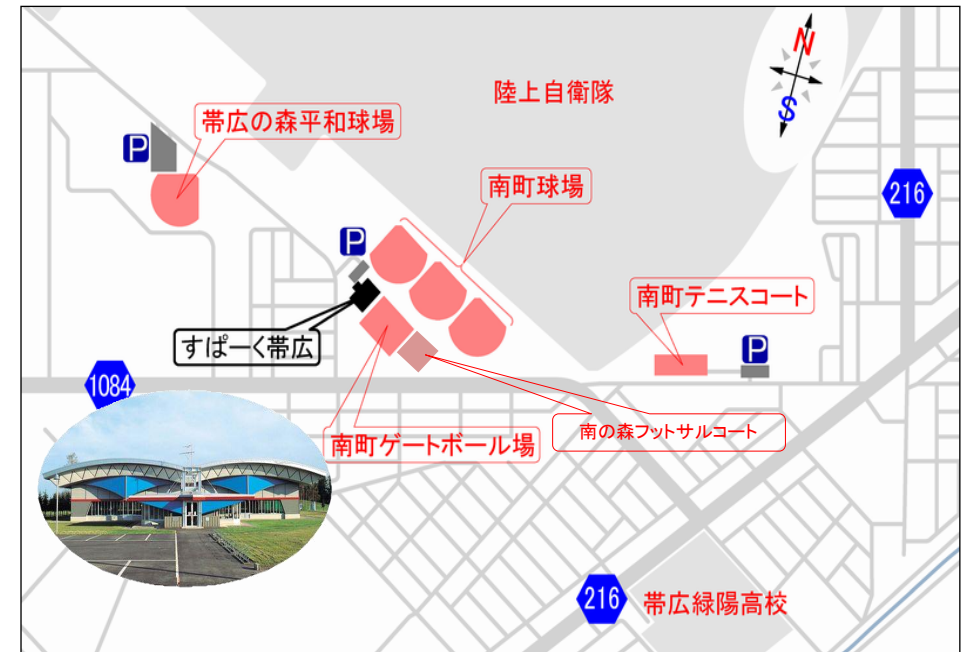 N
S
陸上自衛隊
帯広の森平和球場
P
南町球場
216
P
南町テニスコート
すぱーく帯広
P
1084
南町ゲートボール場
南の森フットサルコート
216
帯広緑陽高校